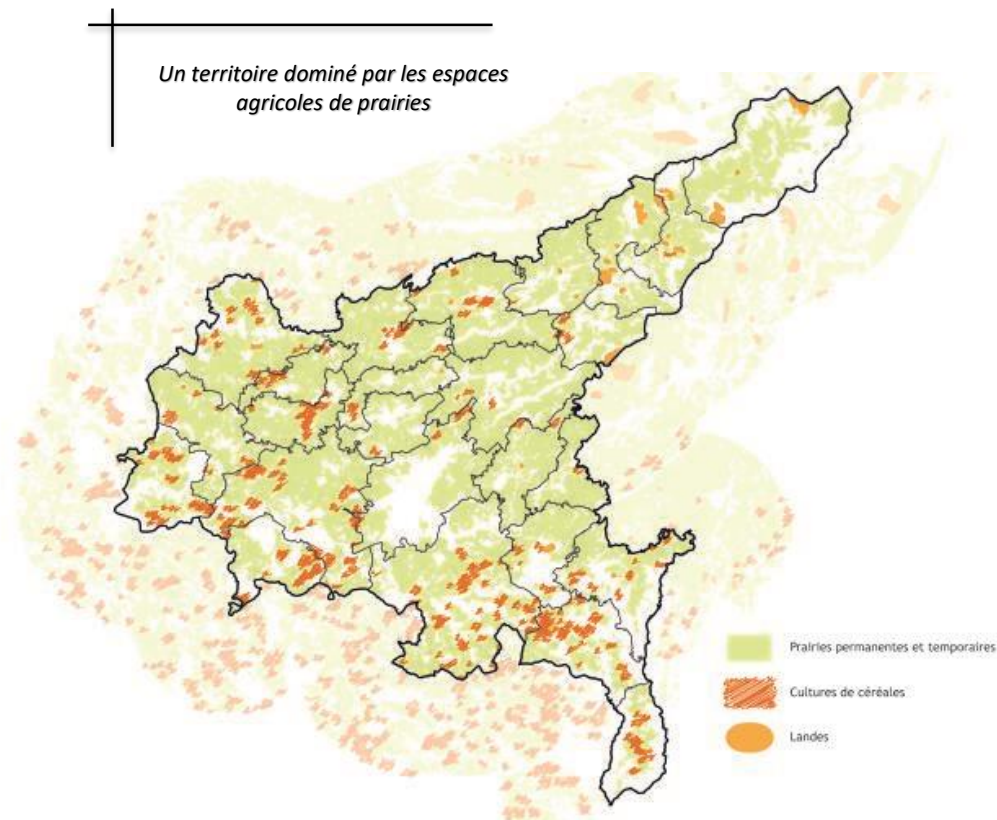 Un territoire dominé par les espaces
agricoles de prairies
Prairies permanentes et temporaires
Cultures de céréales
Landes